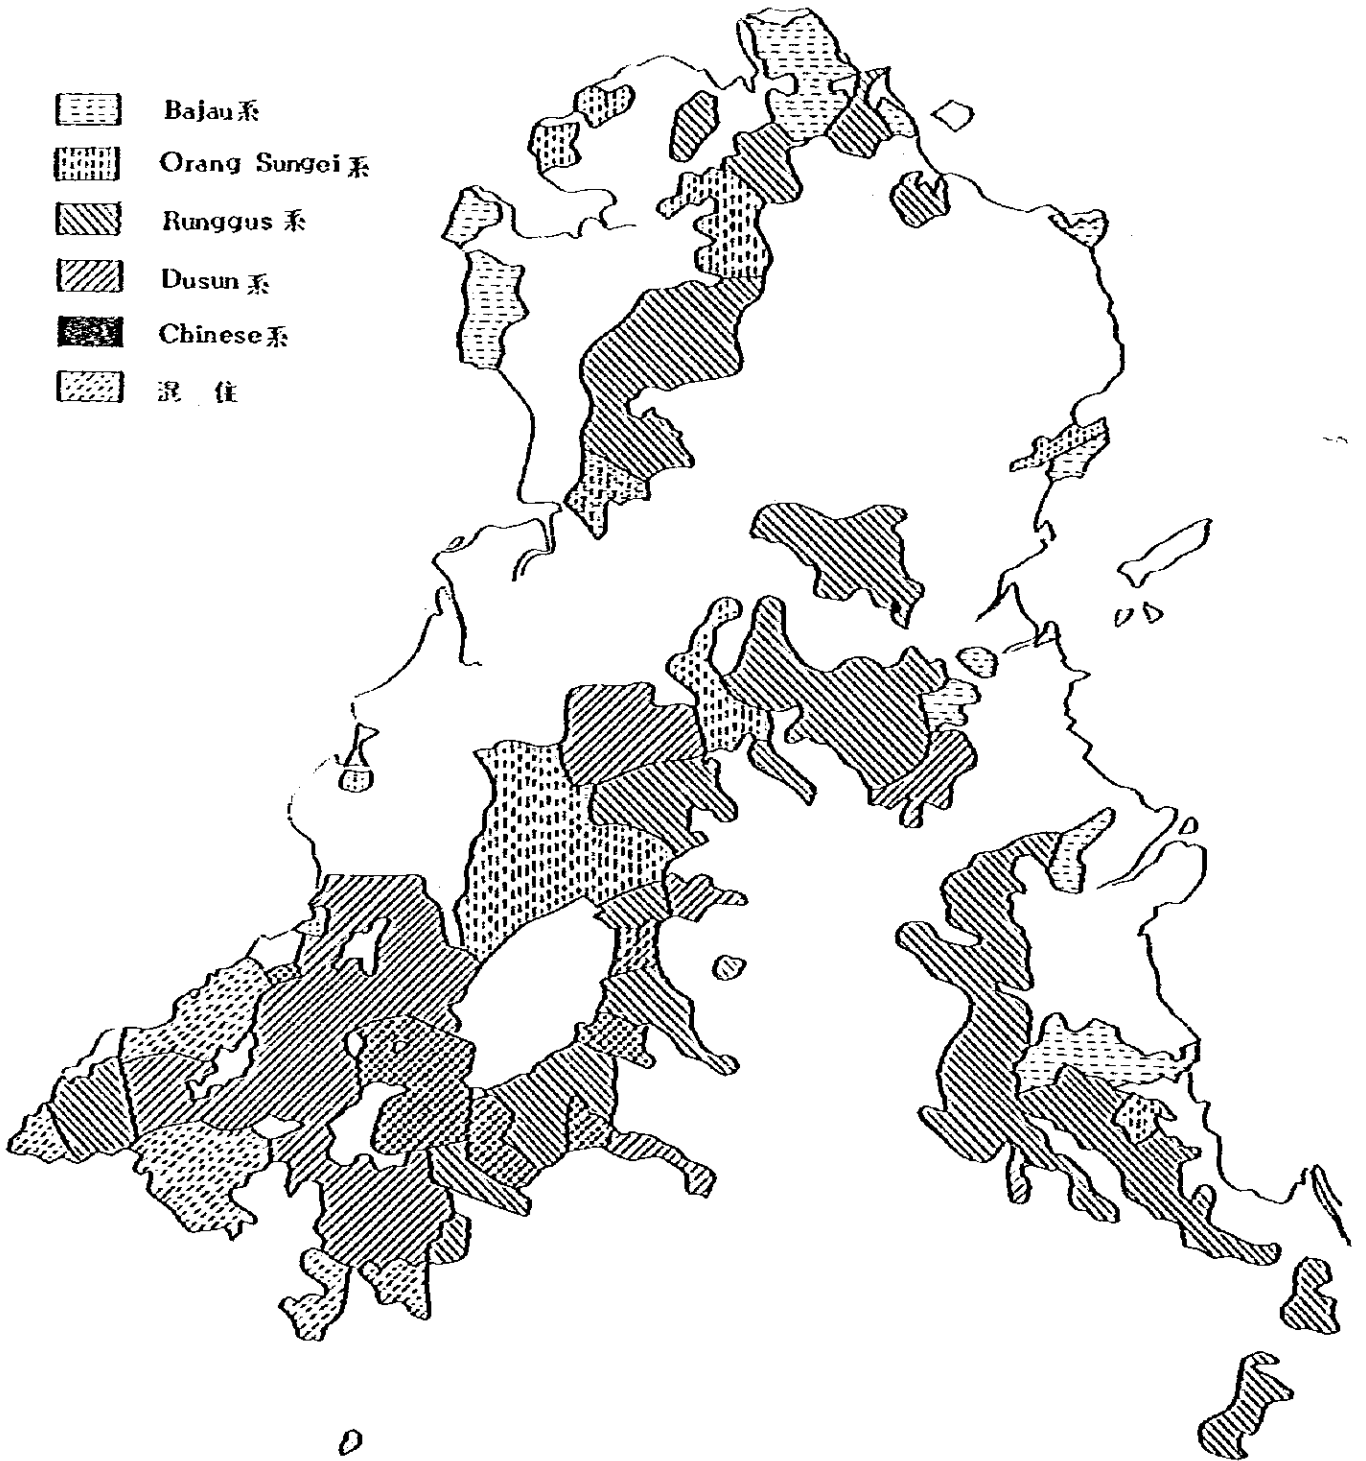 Bajau系
Orang Sungei系
Runggus系
Dusun系
Chinese系
混住